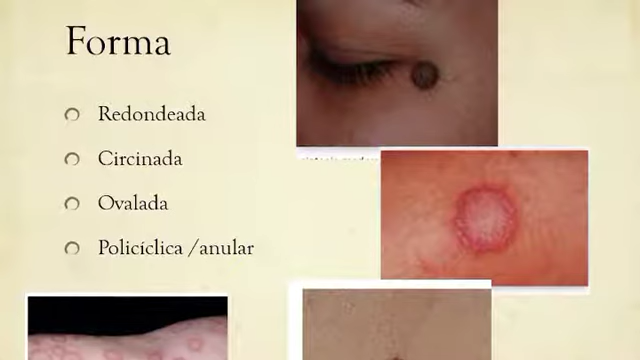 Forma
Redondeada
Circinada
Ovalada
Policíclica /anular